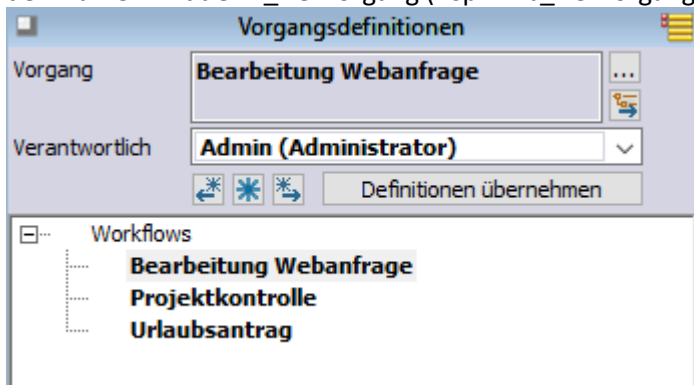 Vorgangsdefinitionen
Vorgang Bearbeitung Webanfrage ...
Verantwortlich Admin (Administrator)
Definitionen übernehmen
Workflows
Bearbeitung Webanfrage
Projektkontrolle
Urlaubsantrag